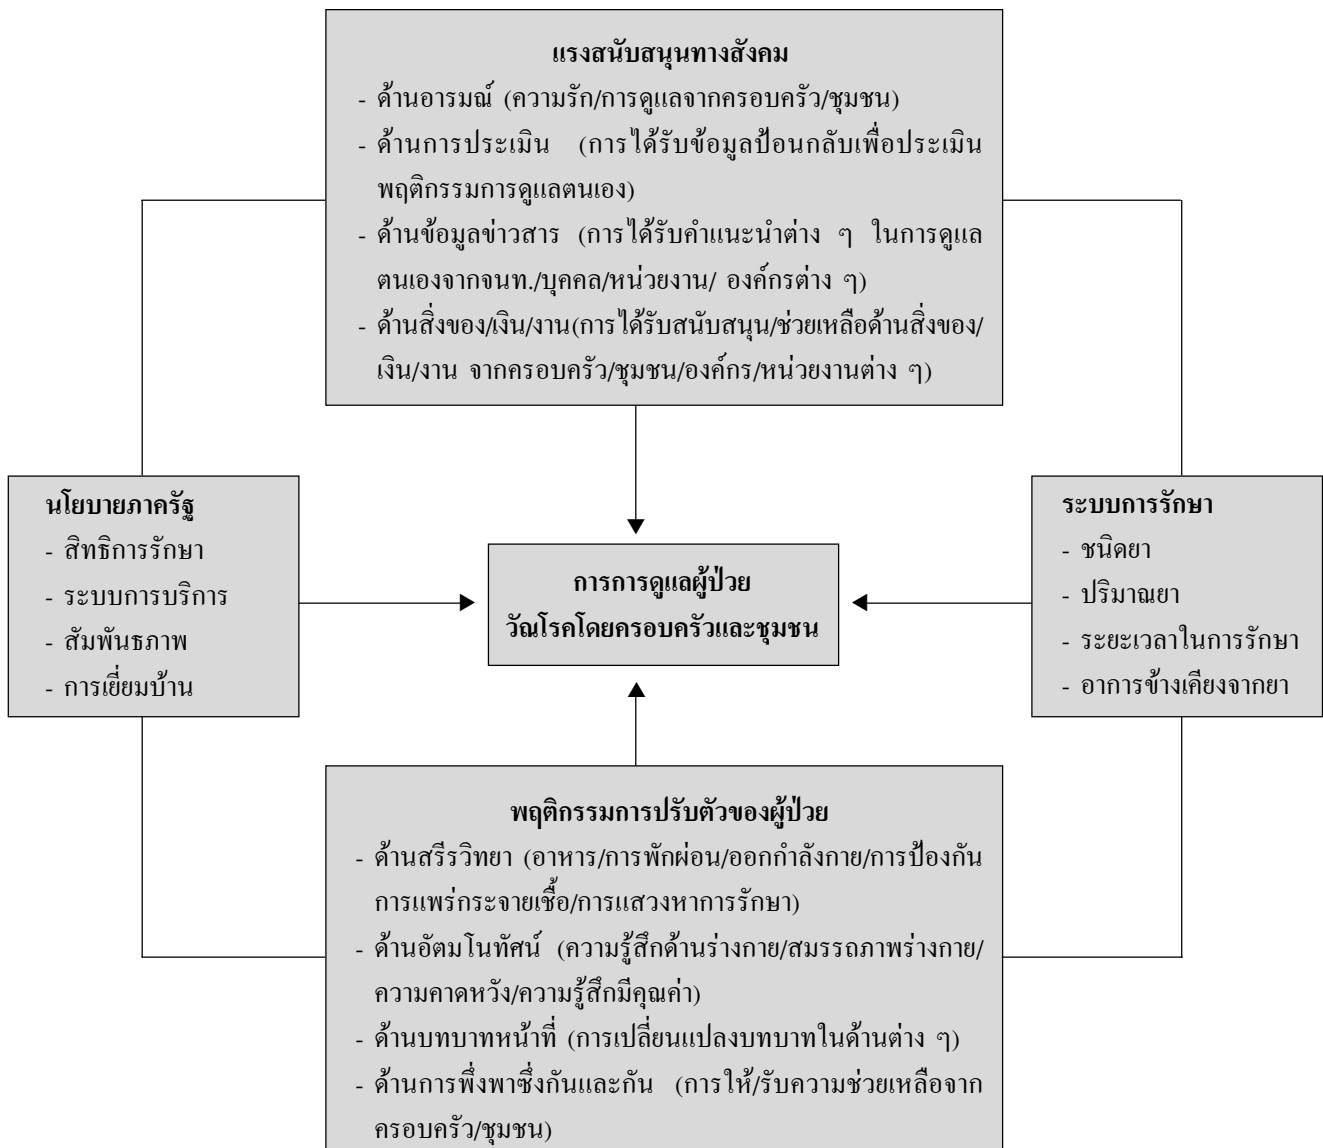 แรงสนับสนุนทางสังคม
- ด้านอารมณ์ (ความรัก/การดูแลจากครอบครัว/ชุมชน)
- ด้านการประเมิน (การได้รับข้อมูลป้อนกลับเพื่อประเมิน
พฤติกรรมการดูแลตนเอง)
- ด้านข้อมูลข่าวสาร (การได้รับคำแนะนำต่าง ๆ ในการดูแล
ตนเองจากจนท./บุคคล/หน่วยงาน/ องค์กรต่าง ๆ)
- ด้านสิ่งของ/เงิน/งาน(การได้รับสนับสนุน/ช่วยเหลือด้านสิ่งของ/
เงิน/งาน จากครอบครัว/ชุมชน/องค์กร/หน่วยงานต่าง ๆ)
นโยบายภาครัฐ
- สิทธิการรักษา
- ระบบการบริการ
- สัมพันธภาพ
- การเยี่ยมบ้าน
การการดูแลผู้ป่วย
วัณโรคโดยครอบครัวและชุมชน
ระบบการรักษา
- ชนิดยา
- ปริมาณยา
- ระยะเวลาในการรักษา
- อาการข้างเคียงจากยา
พฤติกรรมการปรับตัวของผู้ป่วย
- ด้านสรีรวิทยา (อาหาร/การพักผ่อน/ออกกำลังกาย/การป้องกัน
การแพร่กระจายเชื้อ/การแสวงหาการรักษา)
- ด้านอัตมโนทัศน์ (ความรู้สึกด้านร่างกาย/สมรรถภาพร่างกาย/
ความคาดหวัง/ความรู้สึกมีคุณค่า)
- ด้านบทบาทหน้าที่ (การเปลี่ยนแปลงบทบาทในด้านต่าง ๆ)
- ด้านการพึ่งพาซึ่งกันและกัน (การให้/รับความช่วยเหลือจาก
ครอบครัว/ชุมชน)